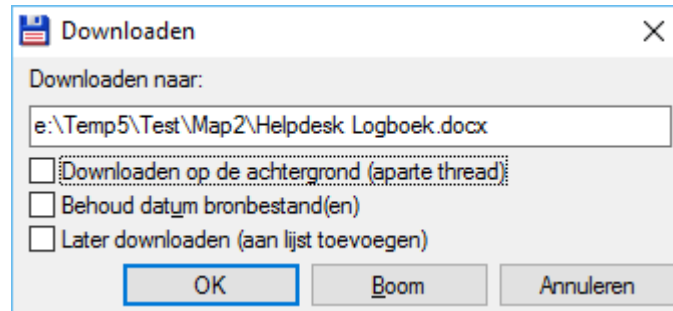 Downloaden
Downloaden naar:
e:\Temp5\Test\Map2\Helpdesk Logboek.docx
Downloaden op de achtergrond (aparte thread)
Behoud datum bronbestand(en)
Later downloaden (aan lijst toevoegen)
OK Boom Annuleren